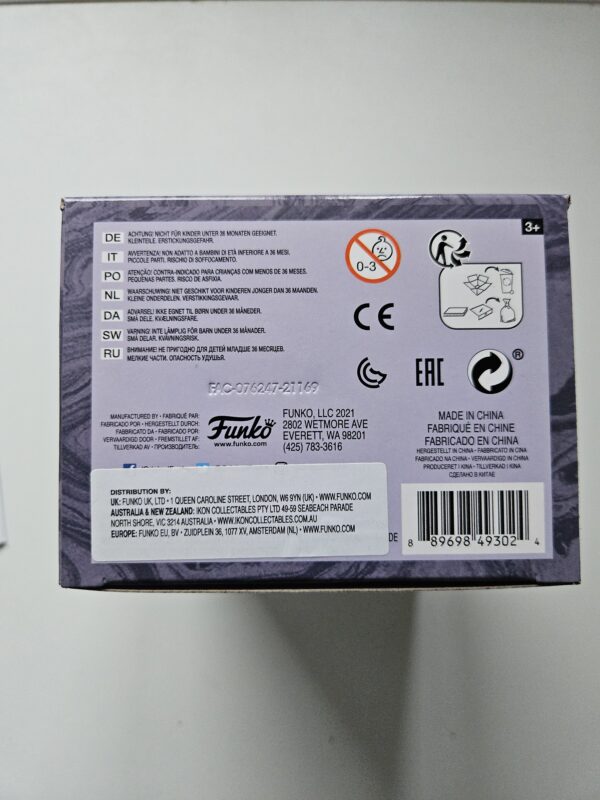 3+
DE ACHTUNG! NICHT FÜR KINDER UNTER 36 MONATEN GEEIGNET.
KLEINTEILE. ERSTICKUNGSGEFAHR.
IT AVVERTENZA: NON ADATTO A BAMBINI DI ETÀ INFERIORE A 36 MESI.
PICCOLE PARTI. RISCHIO DI SOFFOCAMENTO.
PO ATENÇÃO! CONTRA-INDICADO PARA CRIANÇAS COM MENOS DE 36 MESES.
PEQUENAS PARTES. RISCO DE ASFIXIA.
NL WAARSCHUWING! NIET GESCHIKT VOOR KINDEREN JONGER DAN 36 MAANDEN.
KLEINE ONDERDELEN. VERSTIKKINGSGEVAAR.
DA ADVARSEL! IKKE EGNET TIL BØRN UNDER 36 MÅNEDER.
SMÅ DELE. KVÆLNINGSFARE.
SW VARNING! INTE LÄMPLIG FÖR BARN UNDER 36 MÅNADER.
SMÅ DELAR. KVÄVNINGSRISK.
RU ВНИМАНИЕ! НЕ ПРИГОДНО ДЛЯ ДЕТЕЙ МЛАДШЕ 36 МЕСЯЦЕВ.
МЕЛКИЕ ЧАСТИ. ОПАСНОСТЬ УДУШЬЯ.
0-3
CE
EAC
®
FAC-076247-21169
MANUFACTURED BY • FABRIQUÉ PAR:
FABRICADO POR • HERGESTELLT DURCH:
FABBRICATO DA • FABRICADO POR:
VERVAARDIGD DOOR • FREMSTILLET AF:
TILLVERKAD AV • ПРОИЗВОДИТЕЛЬ:
Funko
www.funko.com
FUNKO, LLC 2021
2802 WETMORE AVE
EVERETT, WA 98201
(425) 783-3616
MADE IN CHINA
FABRIQUÉ EN CHINE
FABRICADO EN CHINA
HERGESTELLT IN CHINA • FABBRICATO IN CINA
FABRICADO NA CHINA • VERVAARDIGD IN CHINA
PRODUCERET I KINA • TILLVERKAD I KINA
СДЕЛАНО В КИТАЕ
DISTRIBUTION BY:
UK: FUNKO UK, LTD • 1 QUEEN CAROLINE STREET, LONDON, W6 9YN (UK) • WWW.FUNKO.COM
AUSTRALIA & NEW ZEALAND: IKON COLLECTABLES PTY LTD 49-59 SEABEACH PARADE
NORTH SHORE, VIC 3214 AUSTRALIA • WWW.IKONCOLLECTABLES.COM.AU
EUROPE: FUNKO EU, BV • ZUIDPLEIN 36, 1077 XV, AMSTERDAM (NL) • WWW.FUNKO.COM
DE
8 89698 49302 4